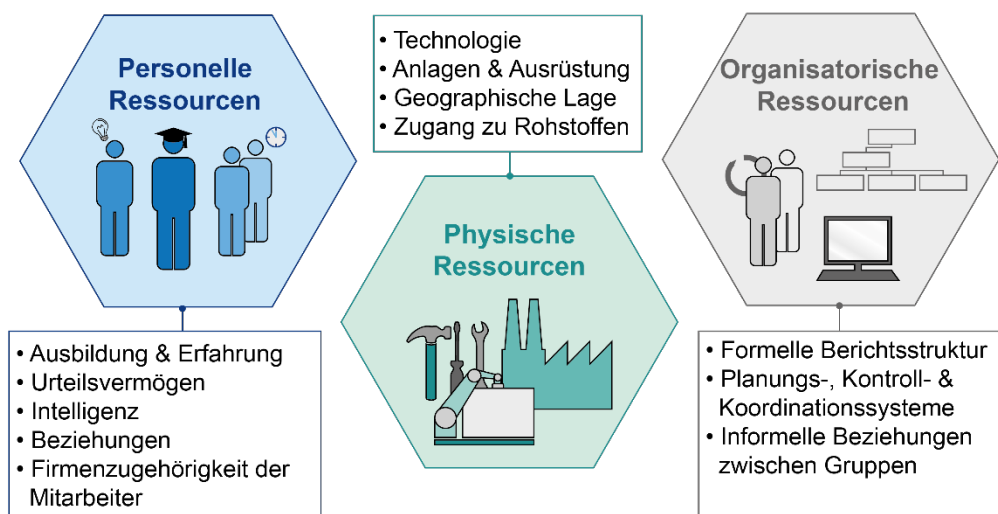 Personelle
Ressourcen
• Ausbildung & Erfahrung
• Urteilsvermögen
• Intelligenz
• Beziehungen
• Firmenzugehörigkeit der
Mitarbeiter
• Technologie
• Anlagen & Ausrüstung
• Geographische Lage
• Zugang zu Rohstoffen
Physische
Ressourcen
Organisatorische
Ressourcen
• Formelle Berichtsstruktur
• Planungs-, Kontroll- &
Koordinationssysteme
• Informelle Beziehungen
zwischen Gruppen